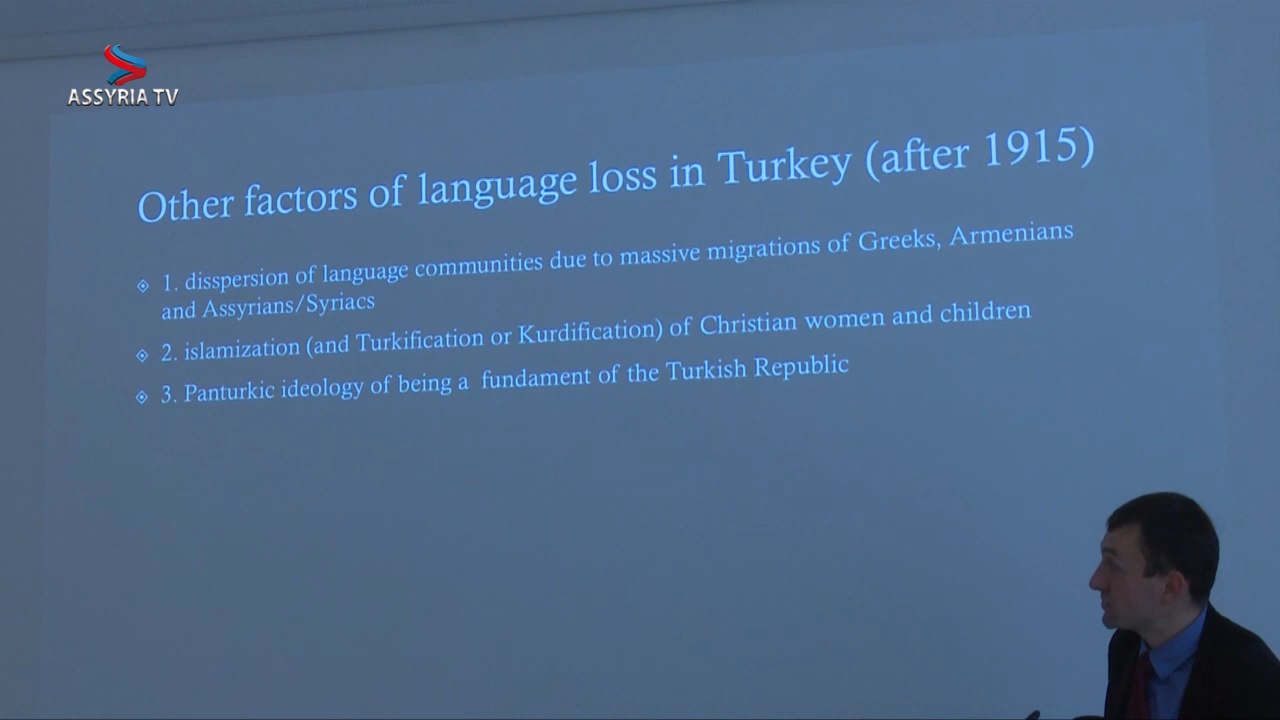 ASSYRIA TV
Other factors of language loss in Turkey (after 1915)
1. disspersion of language communities due to massive migrations of Greeks, Armenians
and Assyrians/Syriacs
2. islamization (and Turkification or Kurdification) of Christian women and children
3. Panturkic ideology of being a fundament of the Turkish Republic